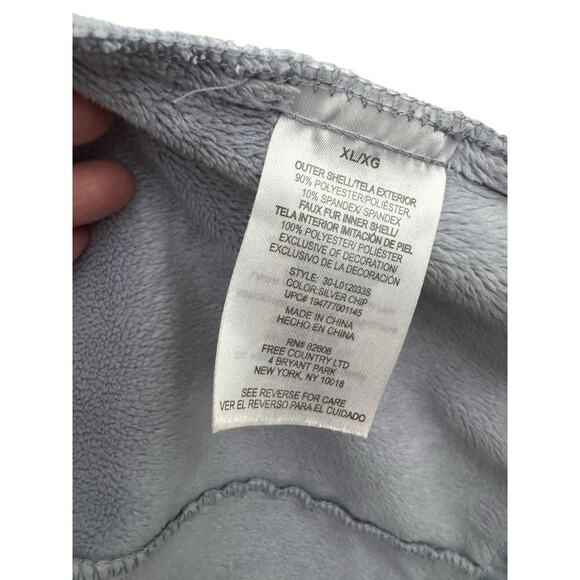 XL/XG
OUTER SHELL/TELA EXTERIOR
90% POLYESTER/POLIÉSTER,
10% SPANDEX/ SPANDEX
FAUX FUR INNER SHELL/
TELA INTERIOR IMITACIÓN DE PIEL
100% POLYESTER/ POLIÉSTER
EXCLUSIVE OF DECORATION/
EXCLUSIVO DE LA DECORACIÓN
STYLE: 30-L012033S
COLOR:SILVER CHIP
UPC# 194777001145
MADE IN CHINA
HECHO EN CHINA
RN# 82608
FREE COUNTRY LTD
4 BRYANT PARK
NEW YORK, NY 10018
SEE REVERSE FOR CARE
VER EL REVERSO PARA EL CUIDADO